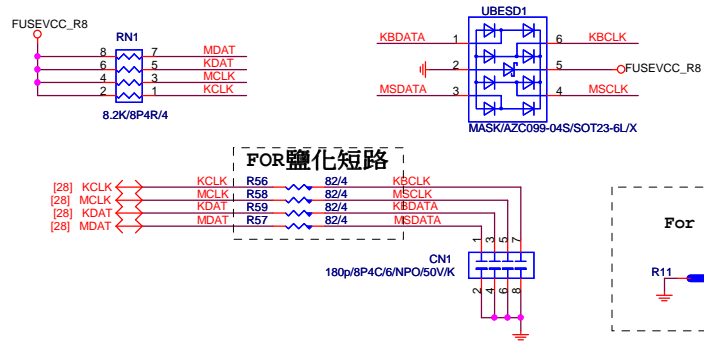 FUSEVCC_R8
RN1
8 7 MDAT
6 5 KDAT
4 3 MCLK
2 1 KCLK
8.2K/8P4R/4
UBESD1
KBDATA 1 6 KBCLK
2 5 FUSEVCC_R8
MSDATA 3 4 MSCLK
MASK/AZC099-04S/SOT23-6L/X
FOR鹽化短路
[28] KCLK KCLK R56 82/4 KBCLK
[28] MCLK MCLK R58 82/4 MSCLK
[28] KDAT KDAT R59 82/4 KBDATA
[28] MDAT MDAT R57 82/4 MSDATA
1 3 5 7
CN1
180p/8P4C/6/NPO/50V/K
2 4 6 8
For
R11